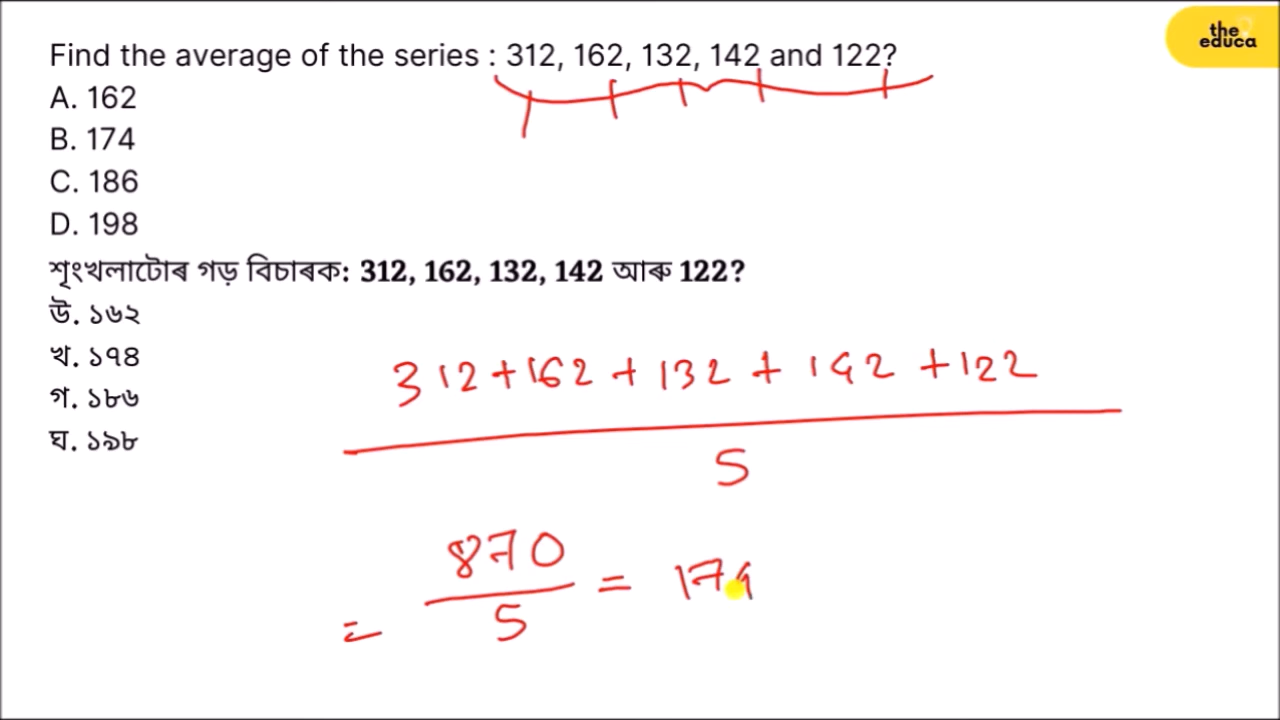 the
educa
Find the average of the series : 312, 162, 132, 142 and 122?
A. 162
B. 174
C. 186
D. 198
শৃংখলাটোৰ গড় বিচাৰক: 312, 162, 132, 142 আৰু 122?
উ. ১৬২
খ. ১৭৪
গ. ১৮৬
ঘ. ১৯৮
312+162+132+142+122
5
870
= 174
=
5